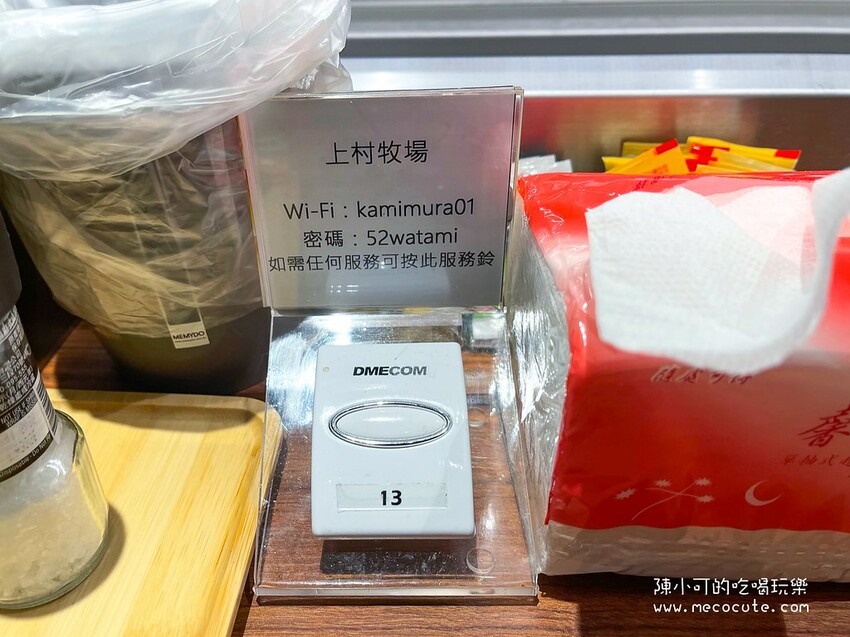 上村牧場
Wi-Fi：kamimura01
密碼：52watami
如需任何服務可按此服務鈴
MEMYDO
DMECOM
13
陳小可的吃喝玩樂
www.mecocute.com